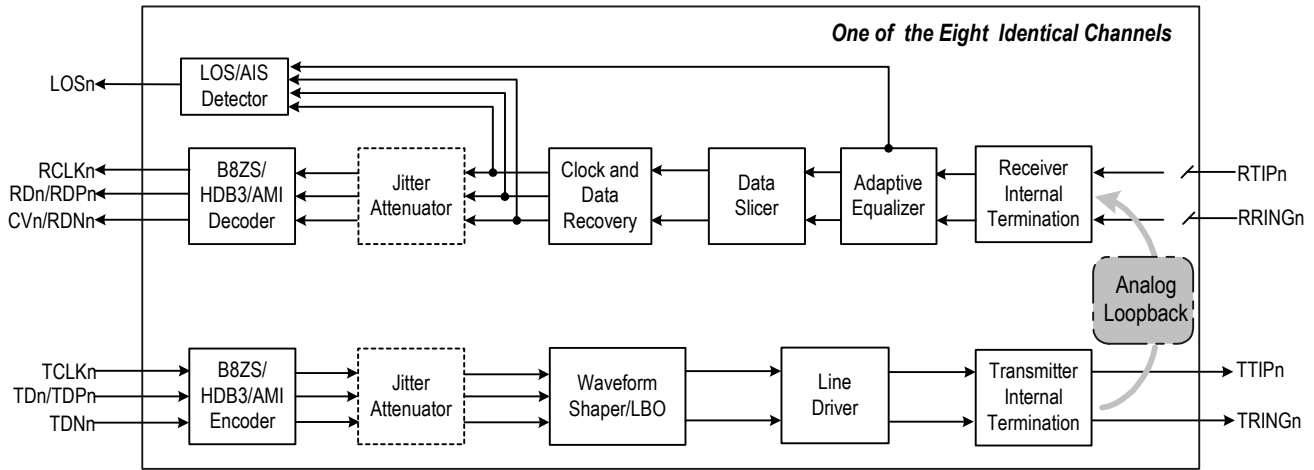 One of the Eight Identical Channels
LOSn
LOS/AIS
Detector
RCLKn
RDn/RDPn
CVn/RDNn
B8ZS/
HDB3/AMI
Decoder
Jitter
Attenuator
Clock and
Data
Recovery
Data
Slicer
Adaptive
Equalizer
Receiver
Internal
Termination
RTIPn
RRINGn
Analog
Loopback
TCLKn
TDn/TDPn
TDNn
B8ZS/
HDB3/AMI
Encoder
Jitter
Attenuator
Waveform
Shaper/LBO
Line
Driver
Transmitter
Internal
Termination
TTIPn
TRINGn